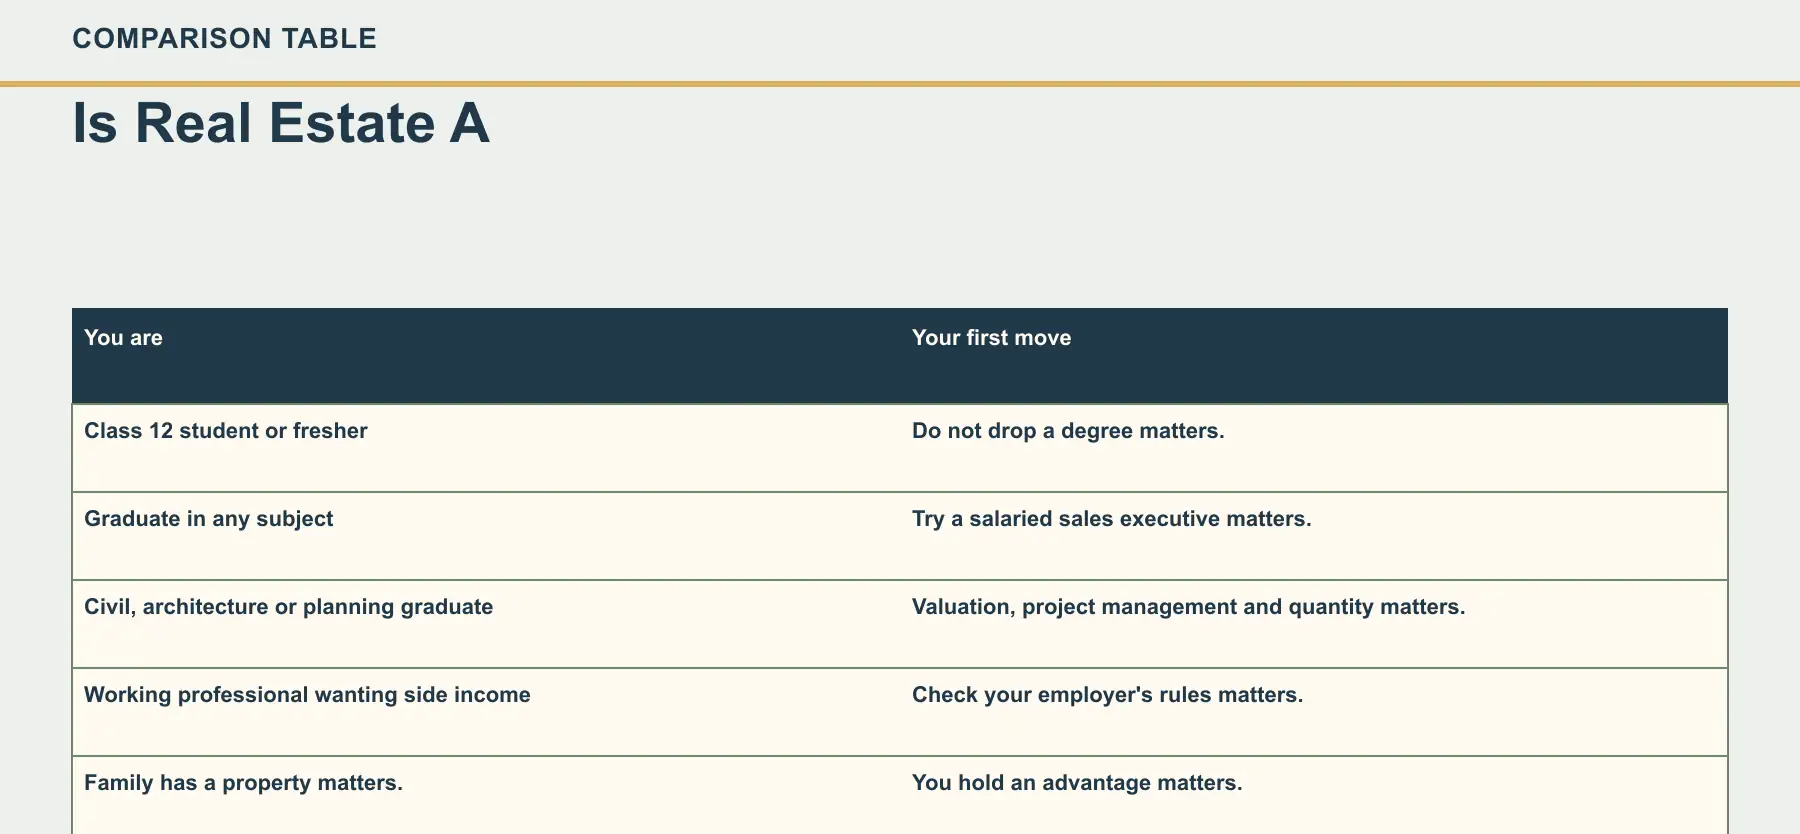 COMPARISON TABLE
Is Real Estate A
You are	Your first move
Class 12 student or fresher	Do not drop a degree matters.
Graduate in any subject	Try a salaried sales executive matters.
Civil, architecture or planning graduate	Valuation, project management and quantity matters.
Working professional wanting side income	Check your employer's rules matters.
Family has a property matters.	You hold an advantage matters.